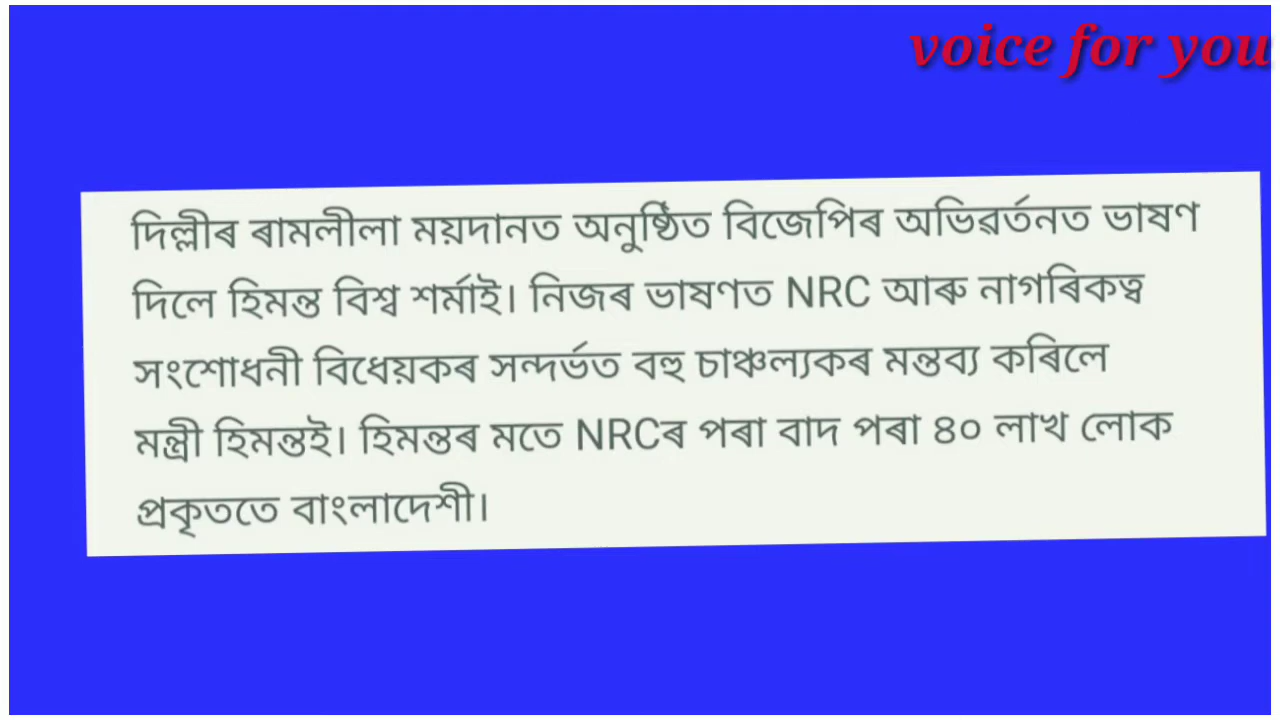 voice for you
দিল্লীৰ ৰামলীলা ময়দানত অনুষ্ঠিত বিজেপিৰ অভিৱৰ্তনত ভাষণ
দিলে হিমন্ত বিশ্ব শৰ্মাই। নিজৰ ভাষণত NRC আৰু নাগৰিকত্ব
সংশোধনী বিধেয়কৰ সন্দৰ্ভত বহু চাঞ্চল্যকৰ মন্তব্য কৰিলে
মন্ত্ৰী হিমন্তই। হিমন্তৰ মতে NRCৰ পৰা বাদ পৰা ৪০ লাখ লোক
প্ৰকৃততে বাংলাদেশী।